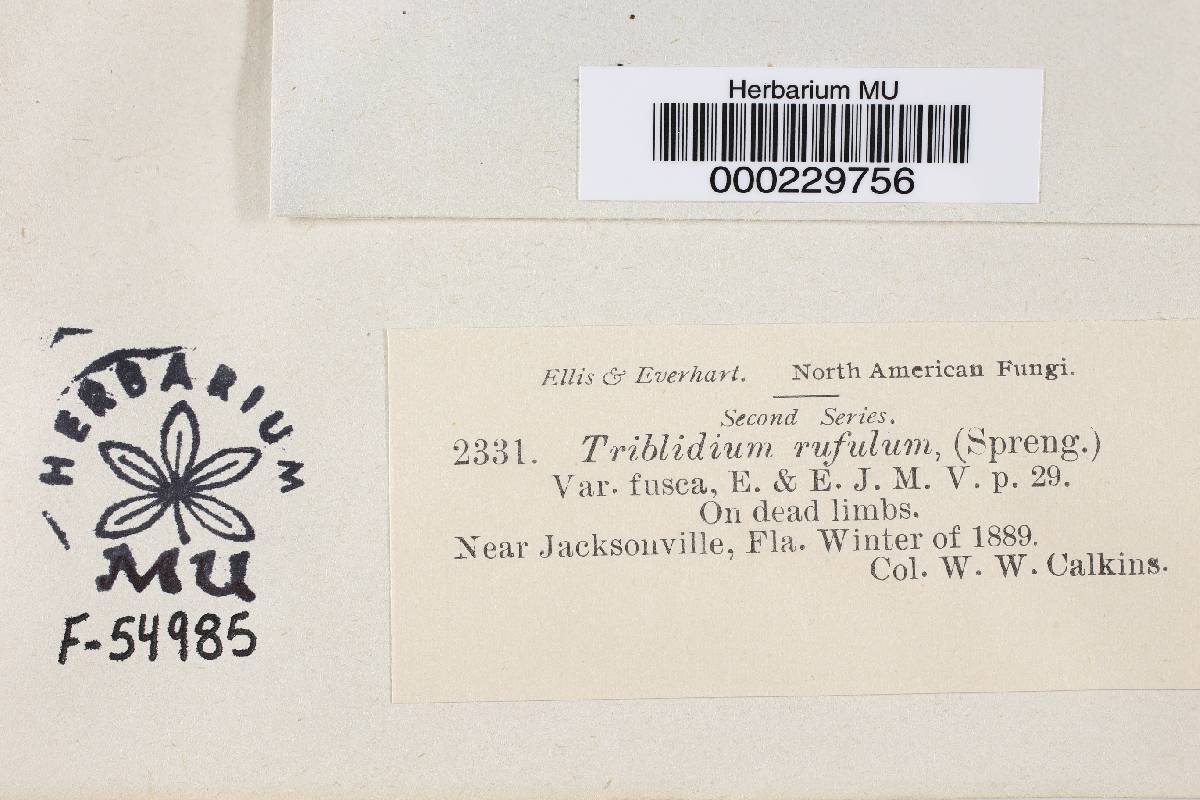 Herbarium MU
000229756
HERBARIUM
MU
F-54985
Ellis & Everhart. North American Fungi.
Second Series.
2331. Triblidium rufulum, (Spreng.)
Var. fusca, E. & E. J. M. V. p. 29.
On dead limbs.
Near Jacksonville, Fla. Winter of 1889.
Col. W. W. Calkins.